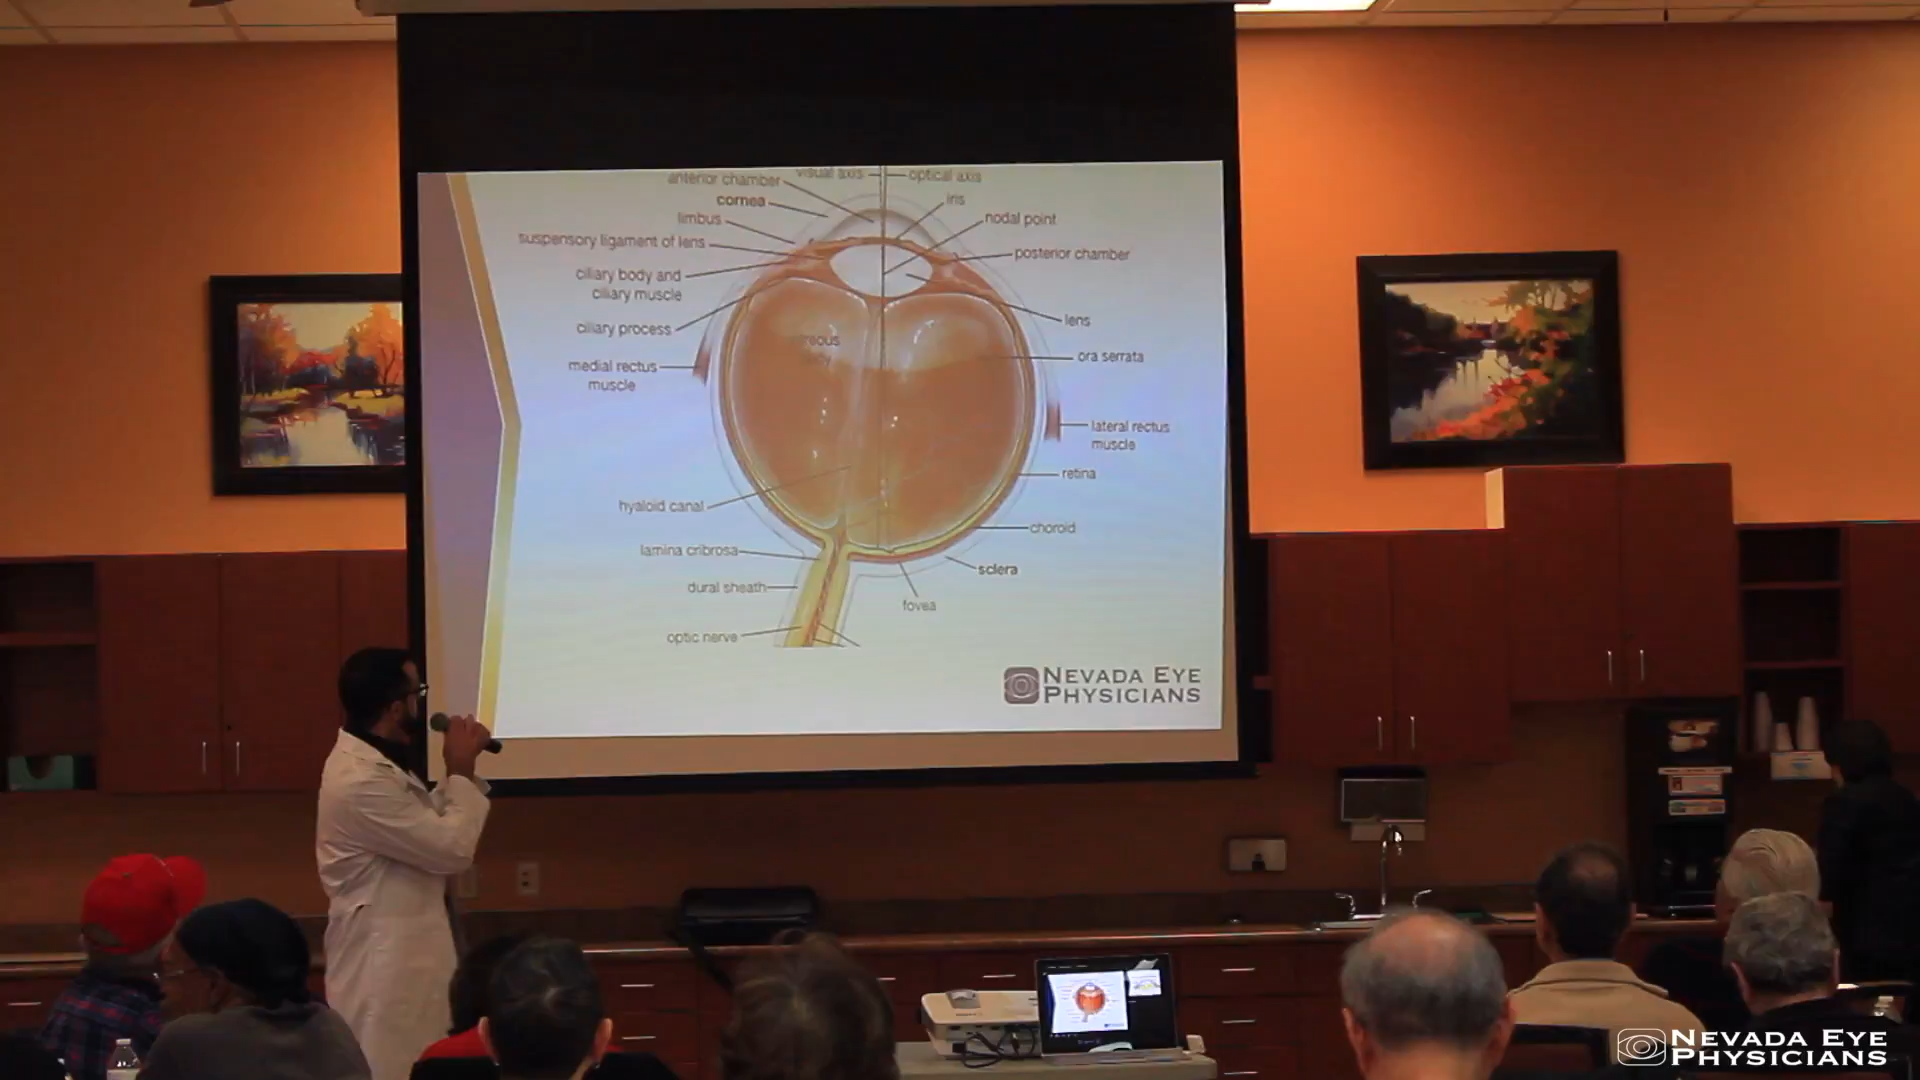 visual axis
optical axis
anterior chamber
cornea
iris
limbus
nodal point
suspensory ligament of lens
posterior chamber
ciliary body and
ciliary muscle
lens
ciliary process
ora serrata
medial rectus
muscle
lateral rectus
muscle
retina
hyaloid canal
choroid
lamina cribrosa
sclera
dural sheath
fovea
optic nerve
NEVADA EYE
PHYSICIANS
NEVADA EYE
PHYSICIANS